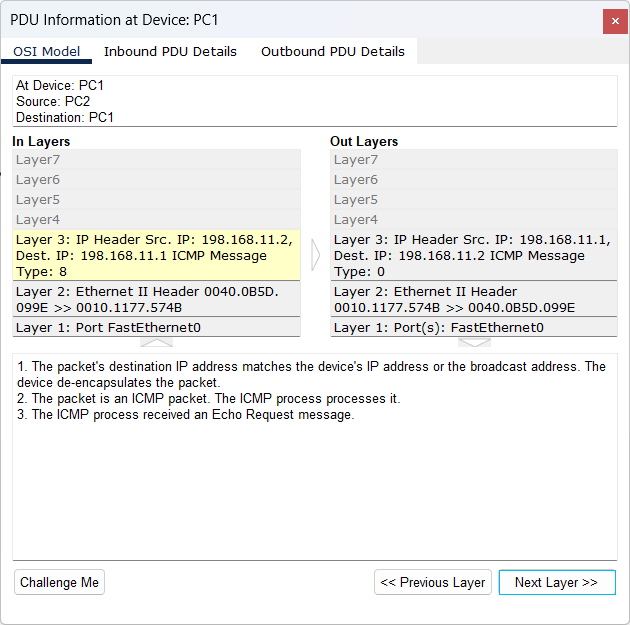 PDU Information at Device: PC1
×
OSI Model Inbound PDU Details Outbound PDU Details
At Device: PC1
Source: PC2
Destination: PC1
In Layers
Layer7
Layer6
Layer5
Layer4
Layer 3: IP Header Src. IP: 198.168.11.2,
Dest. IP: 198.168.11.1 ICMP Message
Type: 8
Layer 2: Ethernet II Header 0040.0B5D.
099E >> 0010.1177.574B
Layer 1: Port FastEthernet0
Out Layers
Layer7
Layer6
Layer5
Layer4
Layer 3: IP Header Src. IP: 198.168.11.1,
Dest. IP: 198.168.11.2 ICMP Message
Type: 0
Layer 2: Ethernet II Header
0010.1177.574B >> 0040.0B5D.099E
Layer 1: Port(s): FastEthernet0
1. The packet's destination IP address matches the device's IP address or the broadcast address. The
device de-encapsulates the packet.
2. The packet is an ICMP packet. The ICMP process processes it.
3. The ICMP process received an Echo Request message.
Challenge Me
<< Previous Layer
Next Layer >>